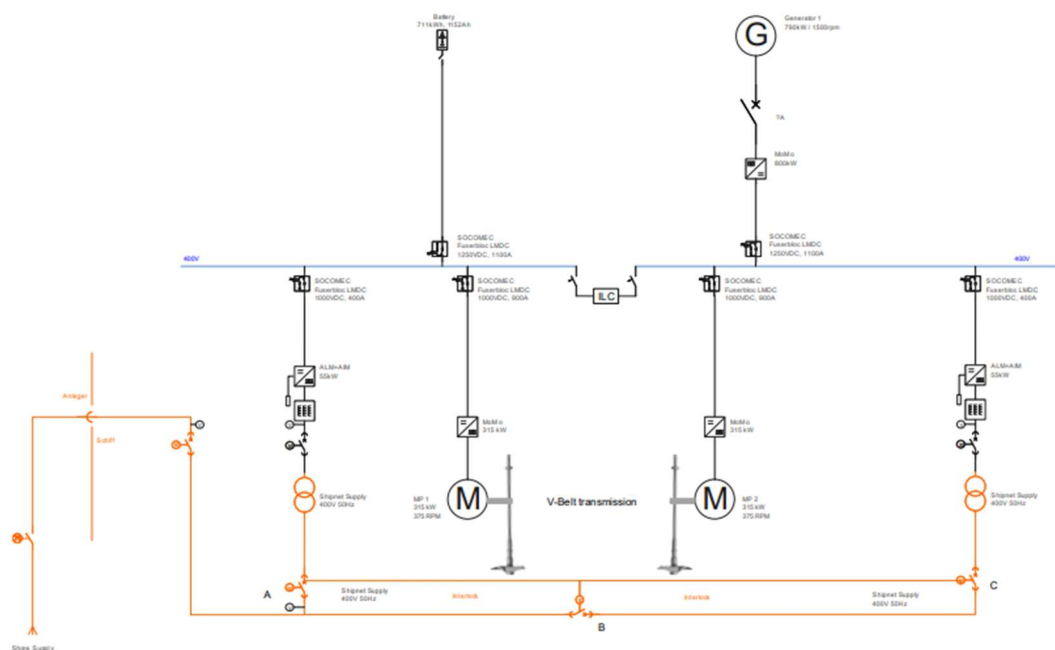 Battery
711kWh, 1152Ah
Generator 1
790kW / 1500rpm
G
7A
MoMo
800kW
SOCOMEC
Fuserbloc LMDC
1250VDC, 1100A
SOCOMEC
Fuserbloc LMDC
1250VDC, 1100A
400V
400V
SOCOMEC
Fuserbloc LMDC
1000VDC, 400A
SOCOMEC
Fuserbloc LMDC
1000VDC, 800A
ILC
SOCOMEC
Fuserbloc LMDC
1000VDC, 800A
SOCOMEC
Fuserbloc LMDC
1000VDC, 400A
ALM+AIM
55kW
ALM+AIM
55kW
Anleger
Schiff
MoMo
315 kW
MoMo
315 kW
Shipnet Supply
400V 50Hz
MP 1
315 kW
375 RPM
M
V-Belt transmission
M
MP 2
315 kW
375 RPM
Shipnet Supply
400V 50Hz
A
Shipnet Supply
400V 50Hz
Interlock
Interlock
Shipnet Supply
400V 50Hz
C
B
Shore Supply